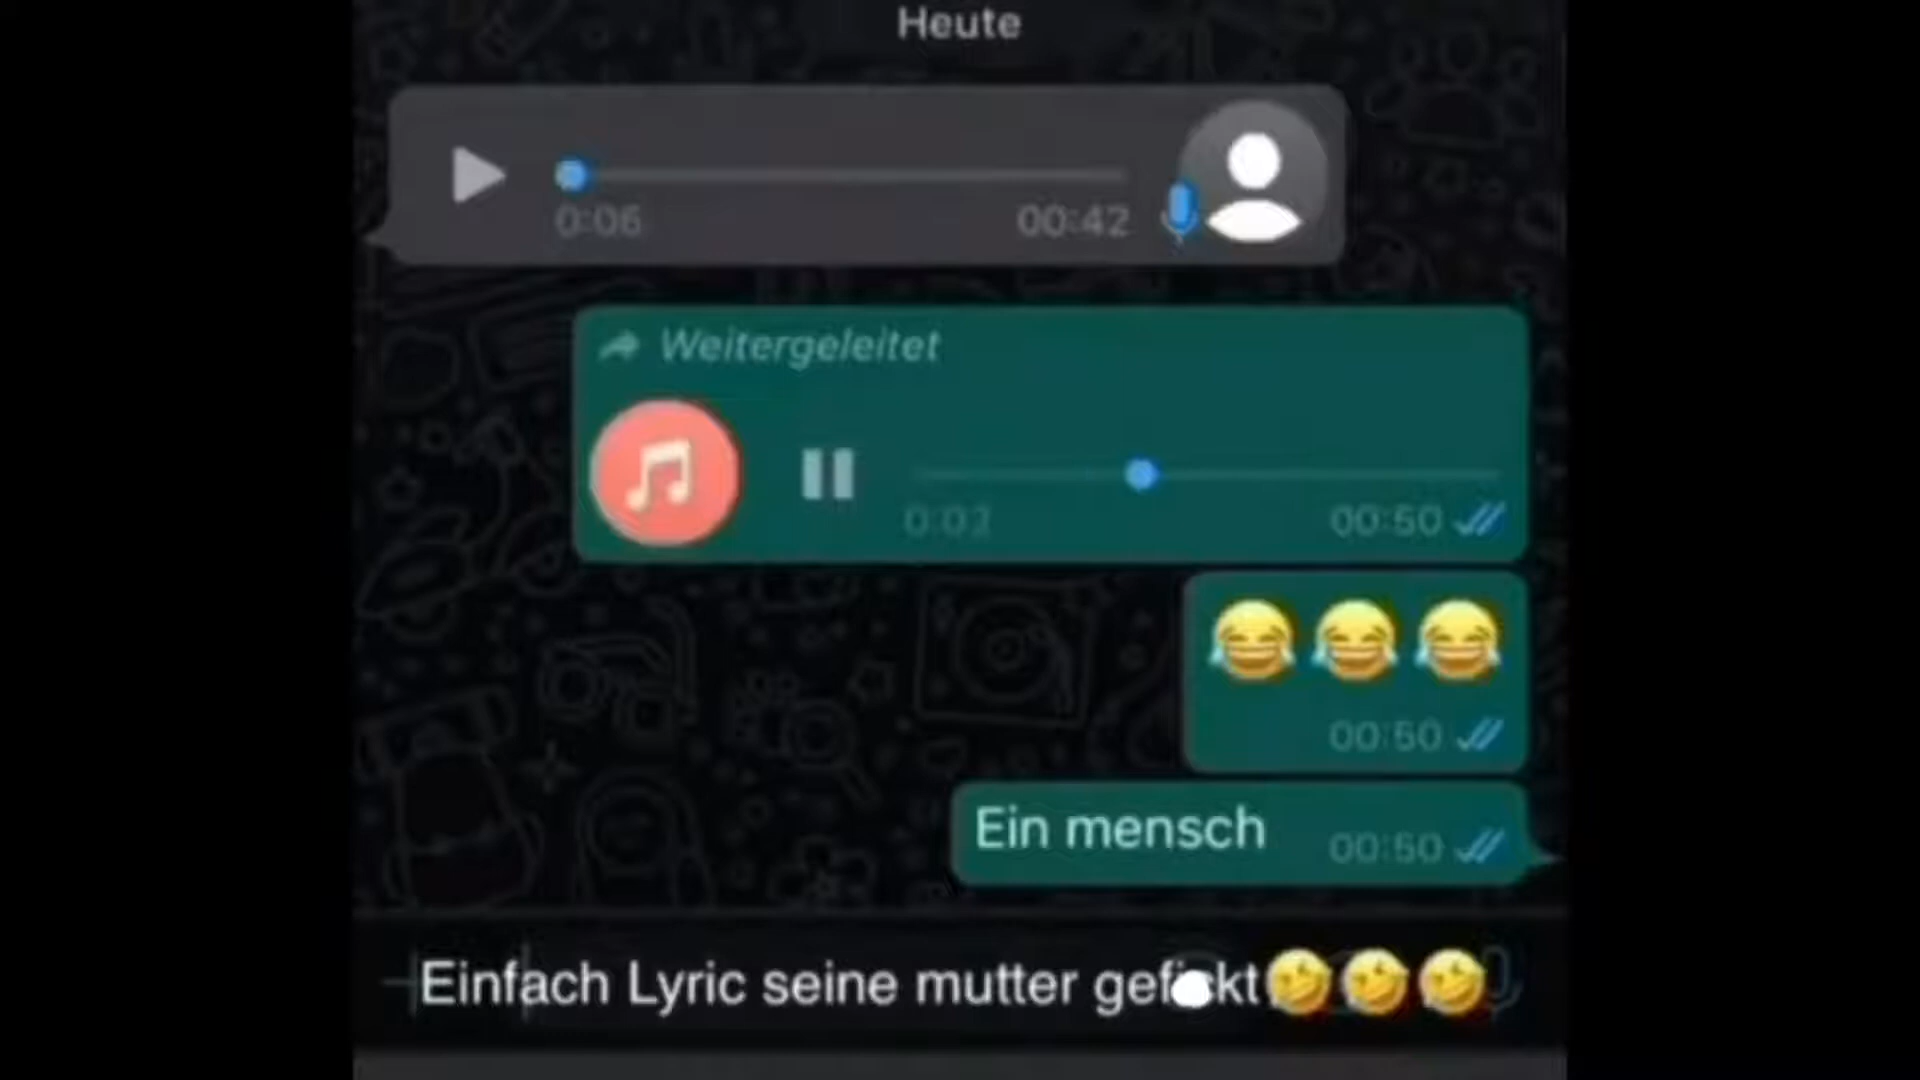 Heute
0:06 00:42
Weitergeleitet
0:02 00:50
😂😂😂
00:50
Ein mensch 00:50
Einfach Lyric seine mutter gefickt🤣🤣🤣